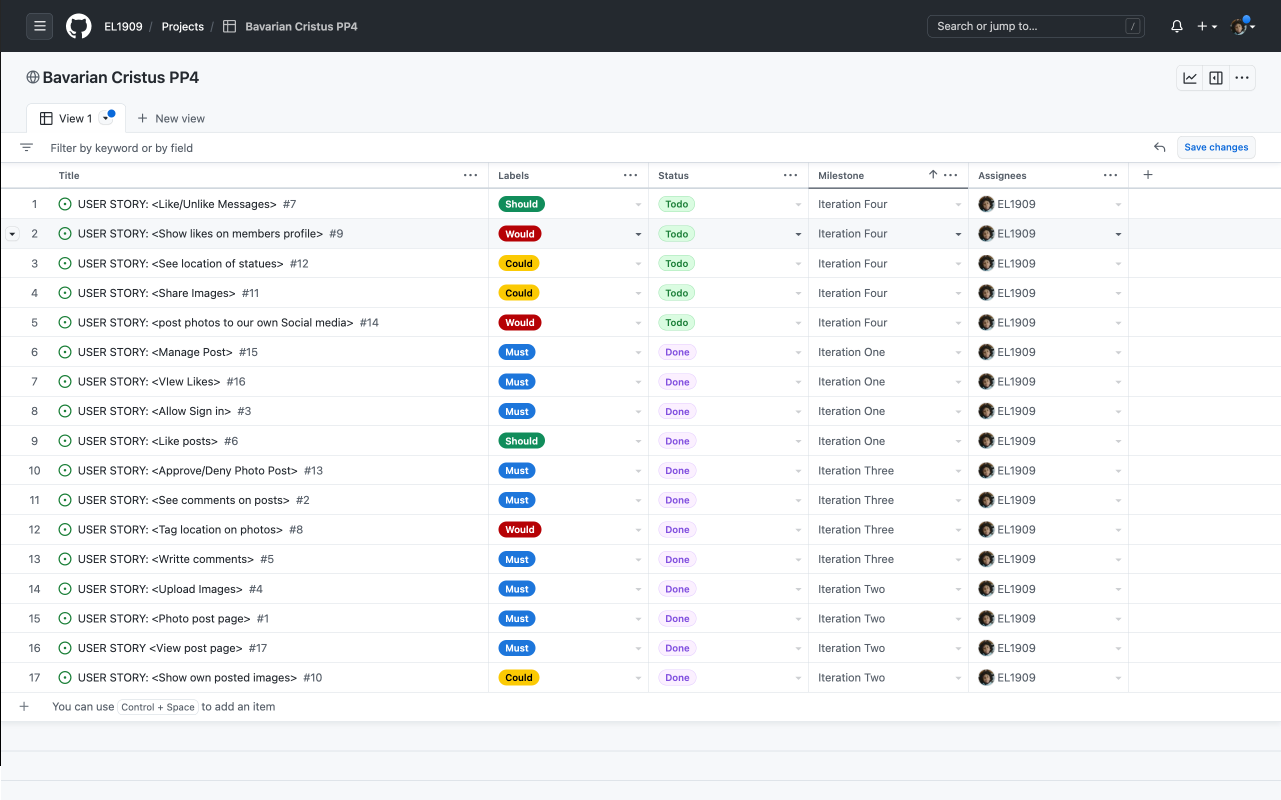 EL1909 / Projects / Bavarian Cristus PP4 Search or jump to... /
Bavarian Cristus PP4
View 1 New view
Filter by keyword or by field Save changes
Title Labels Status Milestone Assignees
1 USER STORY: <Like/Unlike Messages> #7 Should Todo Iteration Four EL1909
2 USER STORY: <Show likes on members profile> #9 Would Todo Iteration Four EL1909
3 USER STORY: <See location of statues> #12 Could Todo Iteration Four EL1909
4 USER STORY: <Share Images> #11 Could Todo Iteration Four EL1909
5 USER STORY: <post photos to our own Social media> #14 Would Todo Iteration Four EL1909
6 USER STORY: <Manage Post> #15 Must Done Iteration One EL1909
7 USER STORY: <VIew Likes> #16 Must Done Iteration One EL1909
8 USER STORY: <Allow Sign in> #3 Must Done Iteration One EL1909
9 USER STORY: <Like posts> #6 Should Done Iteration One EL1909
10 USER STORY: <Approve/Deny Photo Post> #13 Must Done Iteration Three EL1909
11 USER STORY: <See comments on posts> #2 Must Done Iteration Three EL1909
12 USER STORY: <Tag location on photos> #8 Would Done Iteration Three EL1909
13 USER STORY: <Writte comments> #5 Must Done Iteration Three EL1909
14 USER STORY: <Upload Images> #4 Must Done Iteration Two EL1909
15 USER STORY: <Photo post page> #1 Must Done Iteration Two EL1909
16 USER STORY <View post page> #17 Must Done Iteration Two EL1909
17 USER STORY: <Show own posted images> #10 Could Done Iteration Two EL1909
You can use Control + Space to add an item